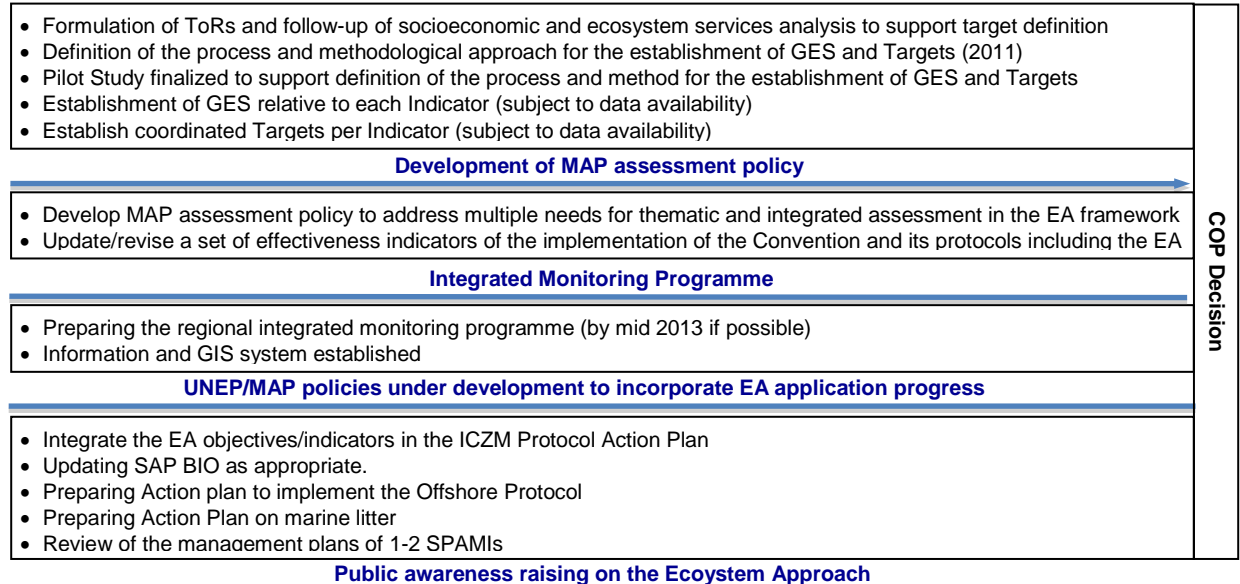 • Formulation of ToRs and follow-up of socioeconomic and ecosystem services analysis to support target definition
• Definition of the process and methodological approach for the establishment of GES and Targets (2011)
• Pilot Study finalized to support definition of the process and method for the establishment of GES and Targets
• Establishment of GES relative to each Indicator (subject to data availability)
• Establish coordinated Targets per Indicator (subject to data availability)
Development of MAP assessment policy
• Develop MAP assessment policy to address multiple needs for thematic and integrated assessment in the EA framework
• Update/revise a set of effectiveness indicators of the implementation of the Convention and its protocols including the EA
Integrated Monitoring Programme
• Preparing the regional integrated monitoring programme (by mid 2013 if possible)
• Information and GIS system established
UNEP/MAP policies under development to incorporate EA application progress
• Integrate the EA objectives/indicators in the ICZM Protocol Action Plan
• Updating SAP BIO as appropriate.
• Preparing Action plan to implement the Offshore Protocol
• Preparing Action Plan on marine litter
• Review of the management plans of 1-2 SPAMIs
Public awareness raising on the Ecoystem Approach
COP Decision